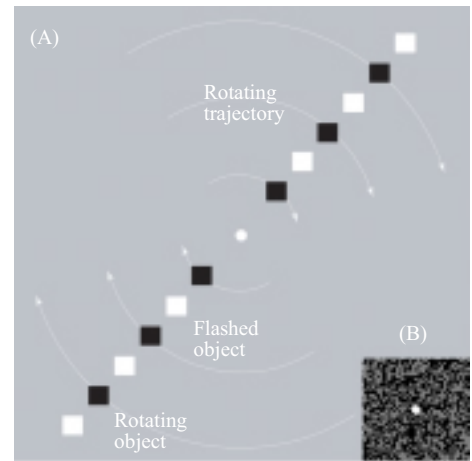 (A)
Rotating
trajectory
Flashed
object
(B)
Rotating
object